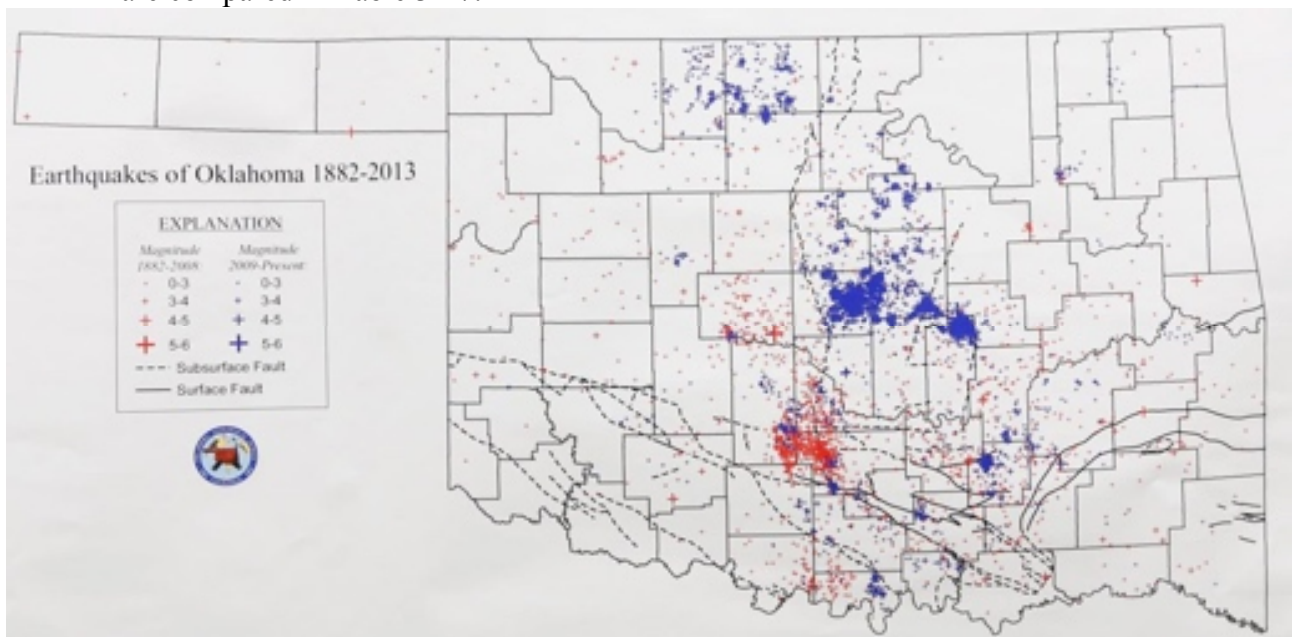 Earthquakes of Oklahoma 1882-2013
EXPLANATION
Magnitude Magnitude
1882-2008: 2009-Present:
0-3 0-3
3-4 3-4
4-5 4-5
5-6 5-6
Subsurface Fault
Surface Fault